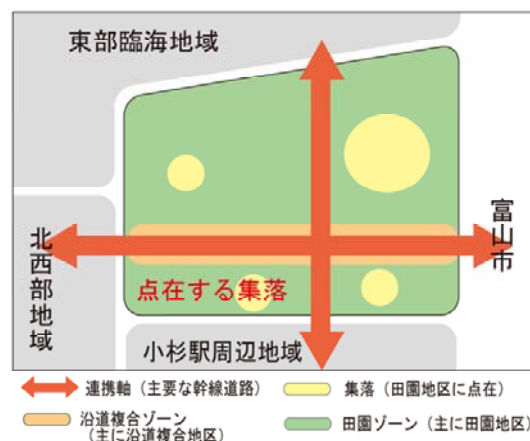 東部臨海地域
富山市
北西部地域
点在する集落
小杉駅周辺地域
連携軸（主要な幹線道路）
集落（田園地区に点在）
沿道複合ゾーン
（主に沿道複合地区）
田園ゾーン（主に田園地区）